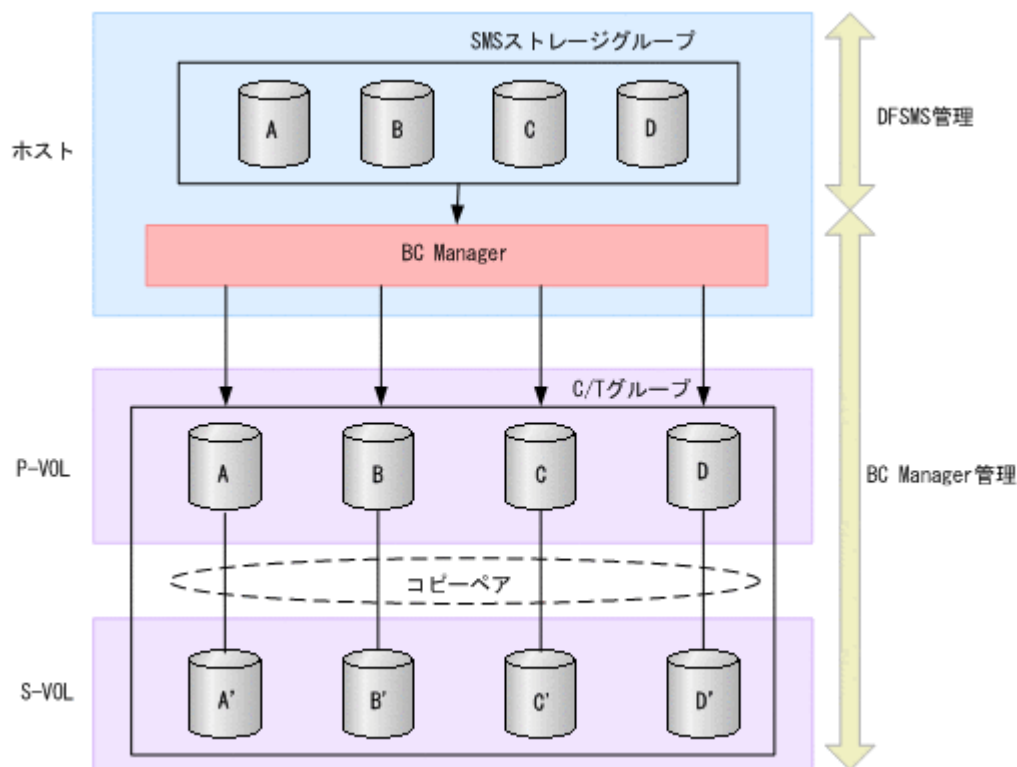 SMSストレージグループ
A
B
C
D
DFSMS管理
ホスト
BC Manager
C/Tグループ
P-VOL
A
B
C
D
BC Manager管理
コピーペア
S-VOL
A'
B'
C'
D'